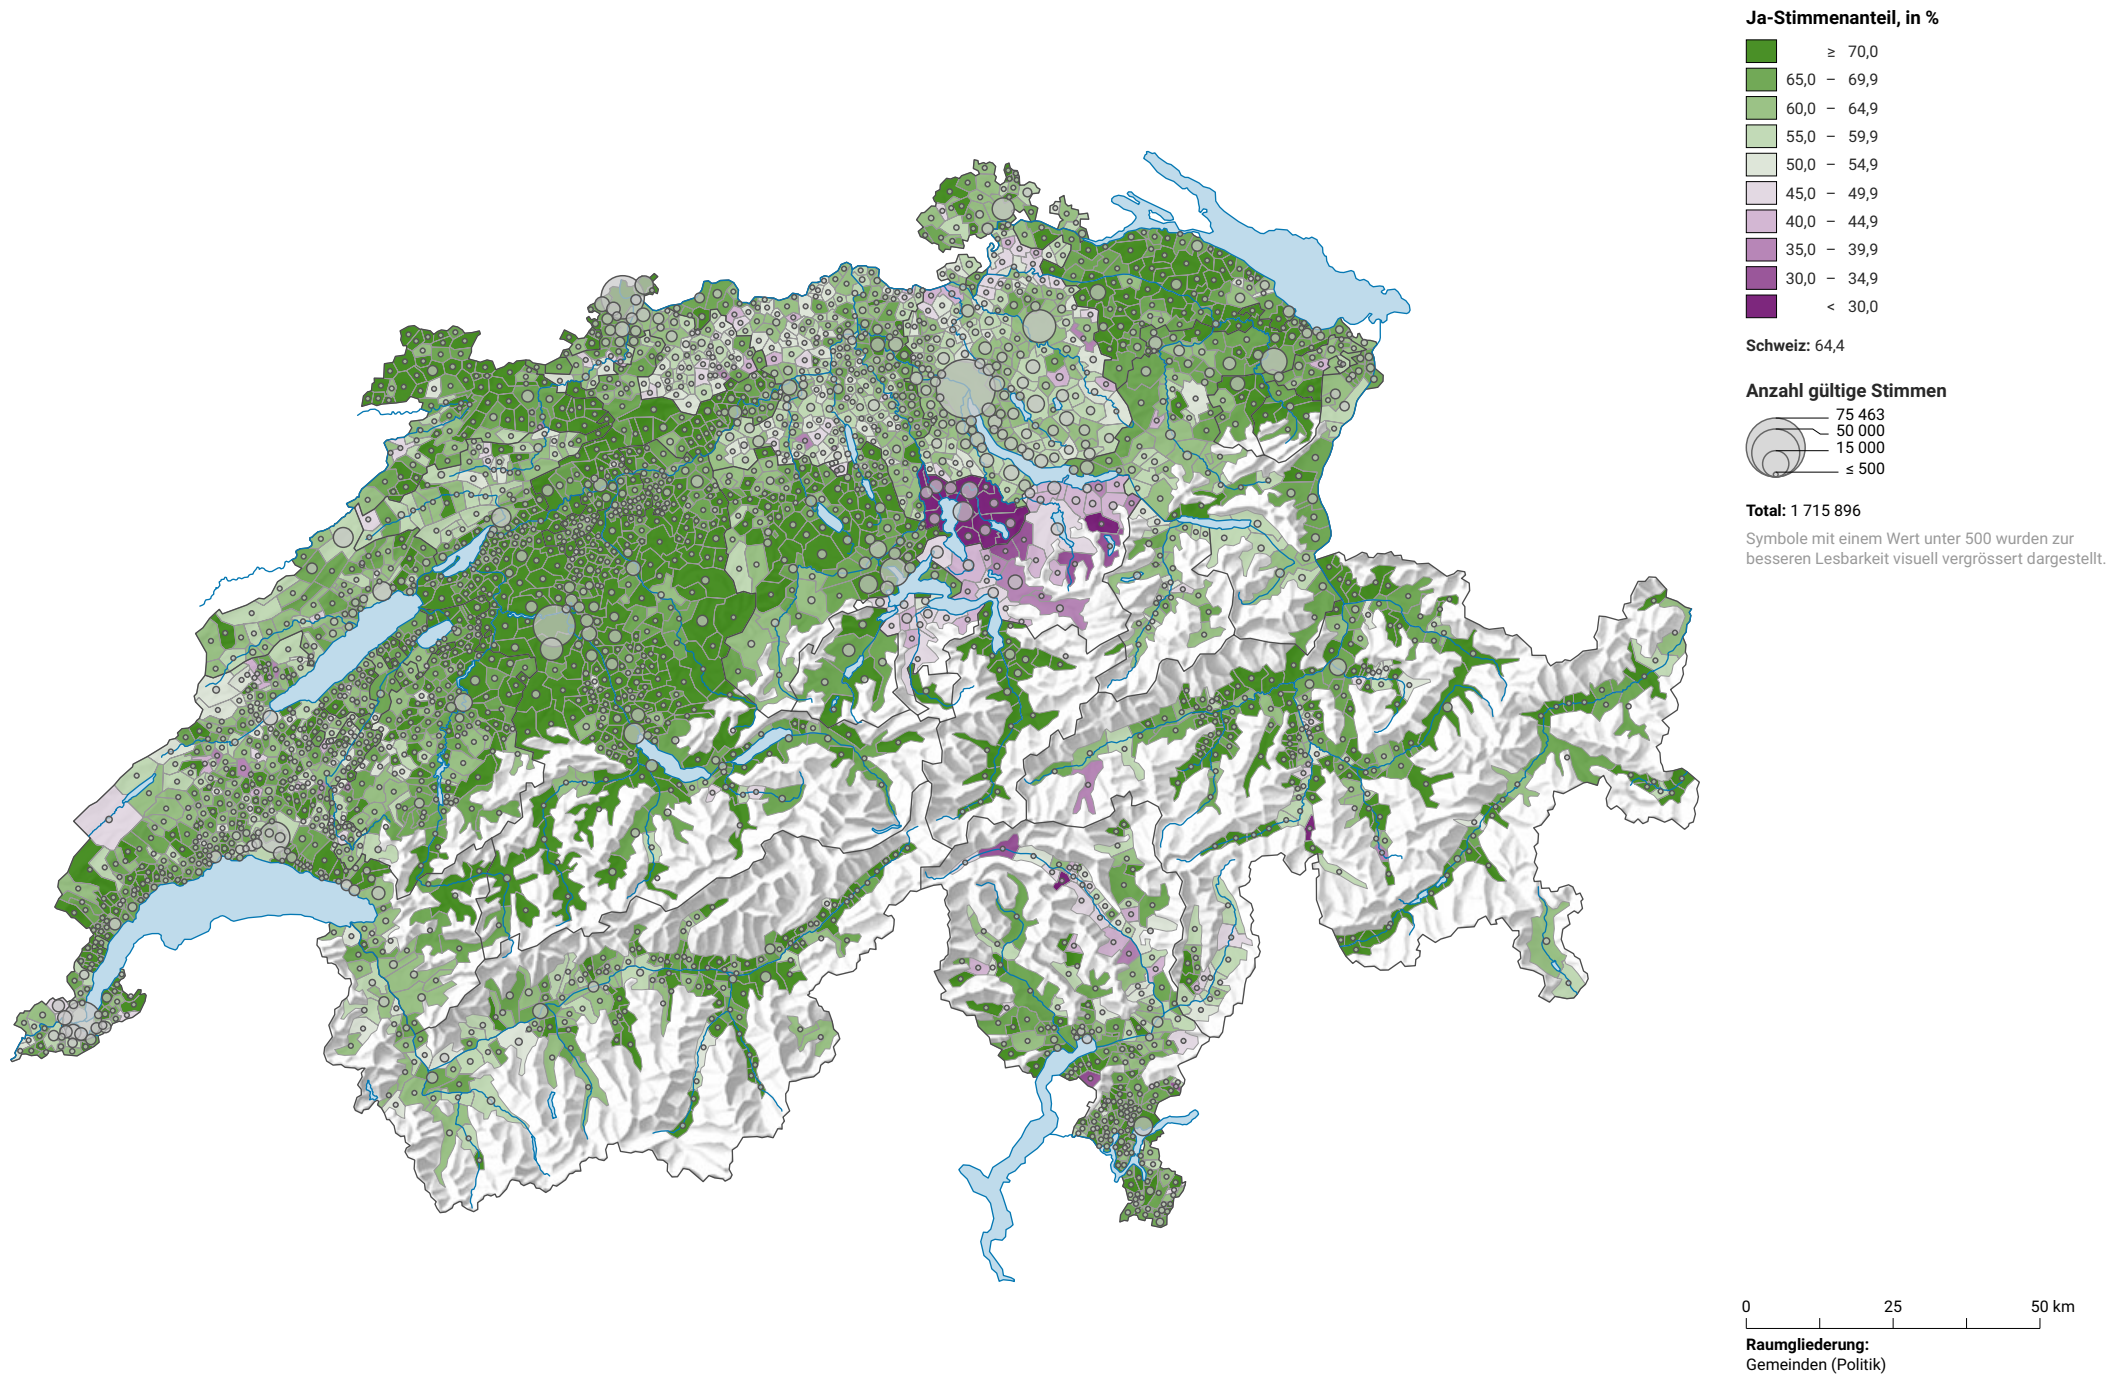 Ja-Stimmenanteil, in %
≥ 70,0
65,0 – 69,9
60,0 – 64,9
55,0 – 59,9
50,0 – 54,9
45,0 – 49,9
40,0 – 44,9
35,0 – 39,9
30,0 – 34,9
< 30,0
Schweiz: 64,4
Anzahl gültige Stimmen
75 463
50 000
15 000
≤ 500
Total: 1 715 896
Symbole mit einem Wert unter 500 wurden zur
besseren Lesbarkeit visuell vergrössert dargestellt.
0 25 50 km
Raumgliederung:
Gemeinden (Politik)